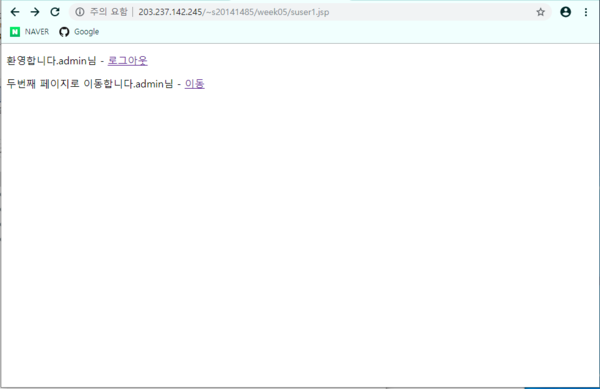 주의 요함 203.237.142.245/~s20141485/week05/suser1.jsp
NAVER Google
환영합니다.admin님 - 로그아웃
두번째 페이지로 이동합니다.admin님 - 이동